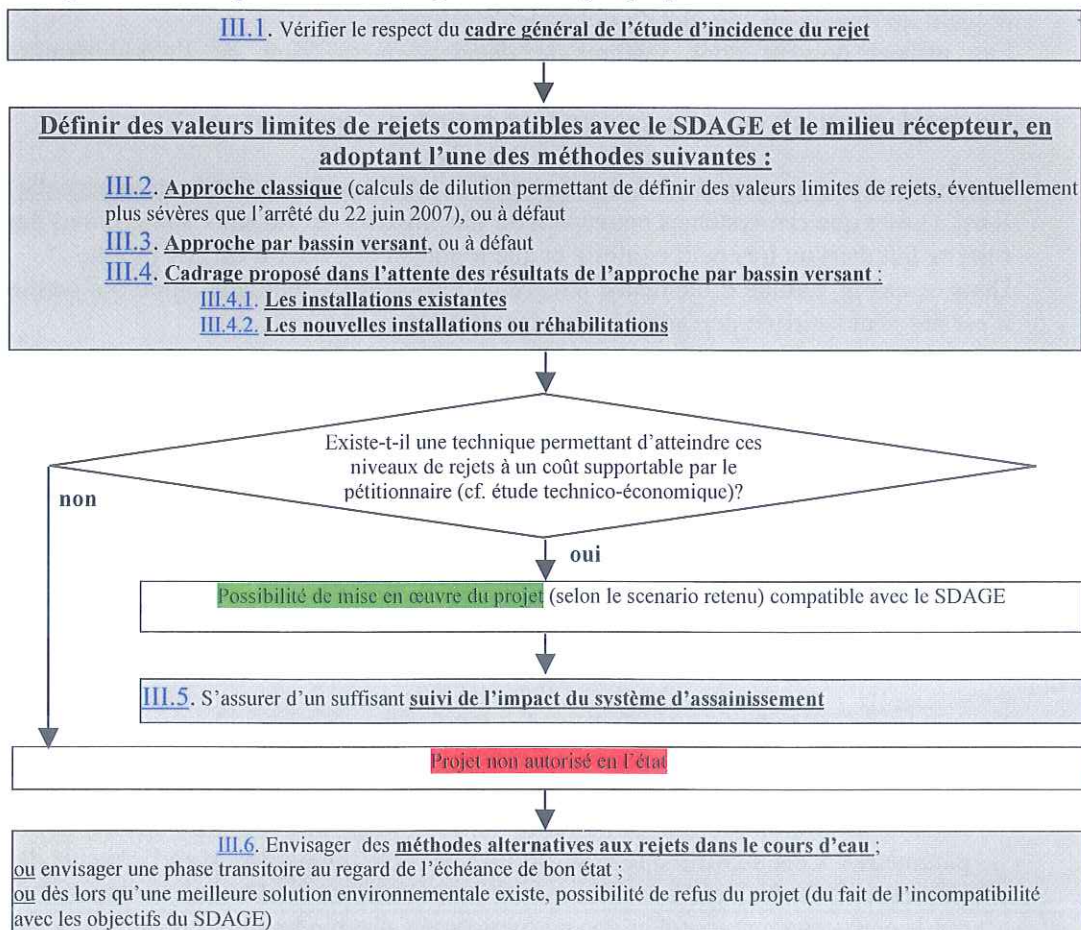 III.1. Vérifier le respect du cadre général de l'étude d'incidence du rejet
Définir des valeurs limites de rejets compatibles avec le SDAGE et le milieu récepteur, en
adoptant l'une des méthodes suivantes :
III.2. Approche classique (calculs de dilution permettant de définir des valeurs limites de rejets, éventuellement
plus sévères que l'arrêté du 22 juin 2007), ou à défaut
III.3. Approche par bassin versant, ou à défaut
III.4. Cadrage proposé dans l'attente des résultats de l'approche par bassin versant :
III.4.1. Les installations existantes
III.4.2. Les nouvelles installations ou réhabilitations
Existe-t-il une technique permettant d'atteindre ces
niveaux de rejets à un coût supportable par le
pétitionnaire (cf. étude technico-économique)?
non
oui
Possibilité de mise en œuvre du projet (selon le scenario retenu) compatible avec le SDAGE
III.5. S'assurer d'un suffisant suivi de l'impact du système d'assainissement
Projet non autorisé en l'état
III.6. Envisager des méthodes alternatives aux rejets dans le cours d'eau ;
ou envisager une phase transitoire au regard de l'échéance de bon état ;
ou dès lors qu'une meilleure solution environnementale existe, possibilité de refus du projet (du fait de l'incompatibilité
avec les objectifs du SDAGE)